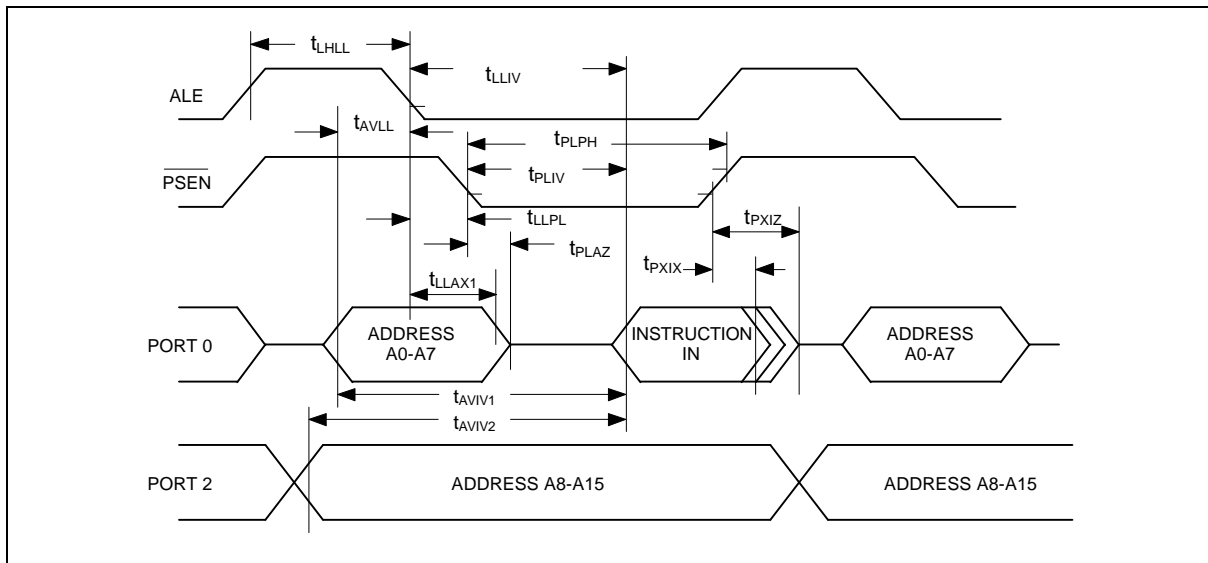 tLHLL
tLLIV
ALE
tAVLL
tPLPH
PSEN
tPLIV
tLLPL
tPXIZ
tPLAZ
tPXIX
tLLAX1
PORT 0
ADDRESS
A0-A7
INSTRUCTION
IN
ADDRESS
A0-A7
tAVIV1
tAVIV2
PORT 2
ADDRESS A8-A15
ADDRESS A8-A15